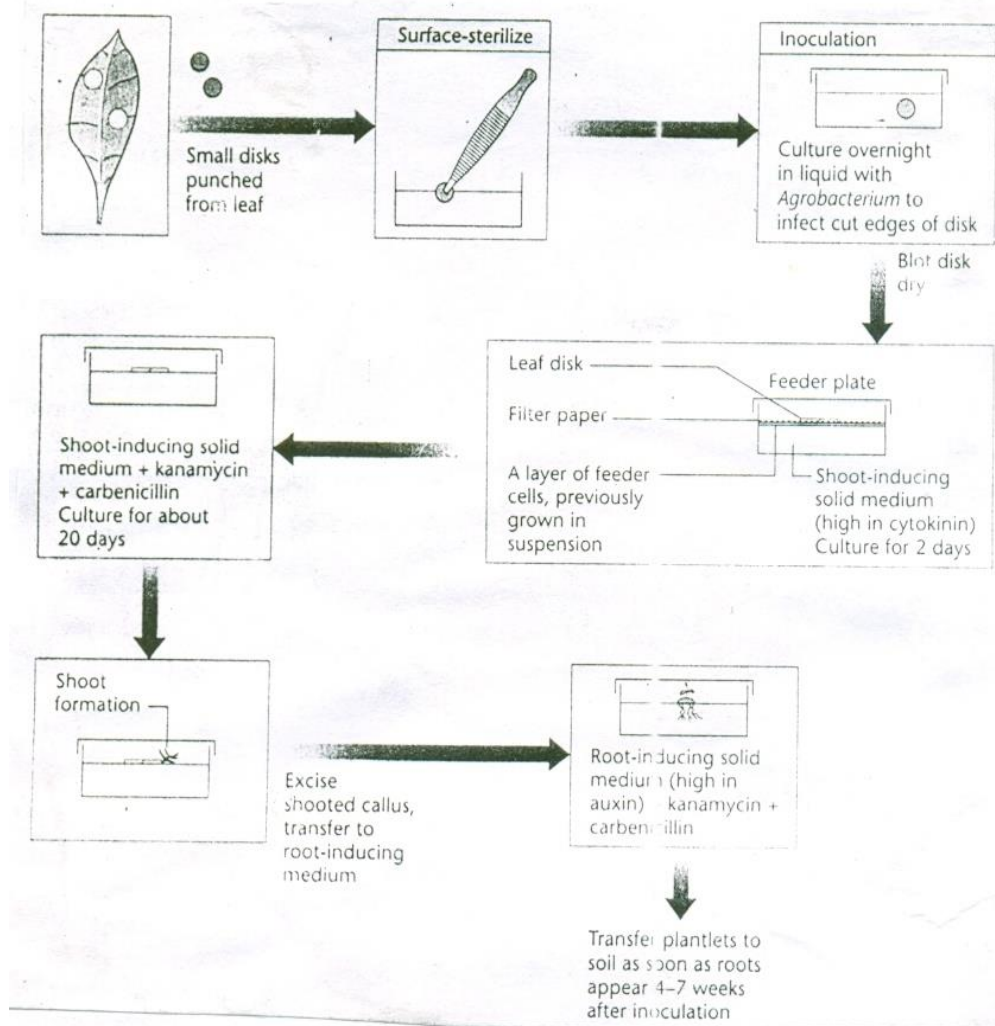 Surface-sterilize
Inoculation
Small disks
punched
from leaf
Culture overnight
in liquid with
Agrobacterium to
infect cut edges of disk
Blot disk
dry
Leaf disk
Feeder plate
Filter paper
A layer of feeder
cells, previously
grown in
suspension
Shoot-inducing
solid medium
(high in cytokinin)
Culture for 2 days
Shoot-inducing solid
medium + kanamycin
+ carbenicillin
Culture for about
20 days
Shoot
formation
Excise
shooted callus,
transfer to
root-inducing
medium
Root-inducing solid
medium (high in
auxin) + kanamycin +
carbenicillin
Transfer plantlets to
soil as soon as roots
appear 4–7 weeks
after inoculation